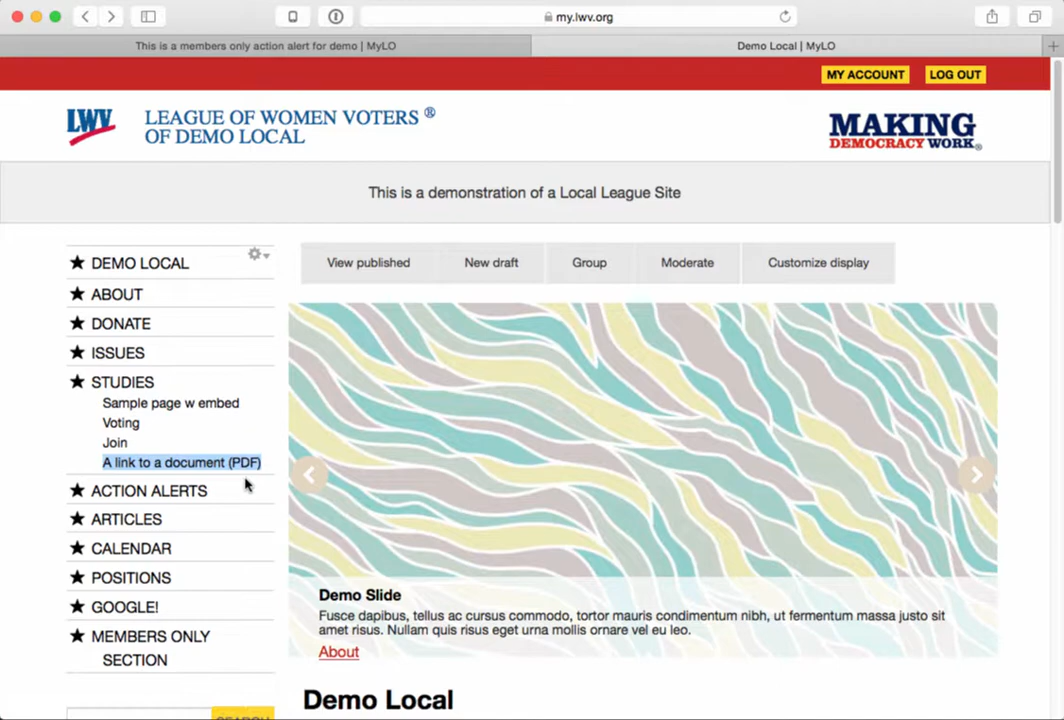 my.lwv.org
This is a members only action alert for demo | MyLO
Demo Local | MyLO
MY ACCOUNT
LOG OUT
LWV
LEAGUE OF WOMEN VOTERS ®
OF DEMO LOCAL
MAKING
DEMOCRACY WORK®
This is a demonstration of a Local League Site
DEMO LOCAL
ABOUT
DONATE
ISSUES
STUDIES
Sample page w embed
Voting
Join
A link to a document (PDF)
ACTION ALERTS
ARTICLES
CALENDAR
POSITIONS
GOOGLE!
MEMBERS ONLY
SECTION
SEARCH
View published
New draft
Group
Moderate
Customize display
Demo Slide
Fusce dapibus, tellus ac cursus commodo, tortor mauris condimentum nibh, ut fermentum massa justo sit
amet risus. Nullam quis risus eget urna mollis ornare vel eu leo.
About
Demo Local